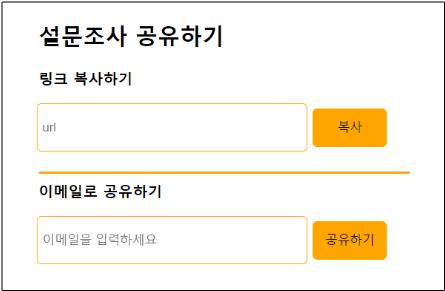 설문조사 공유하기
링크 복사하기
url
복사
이메일로 공유하기
이메일을 입력하세요
공유하기